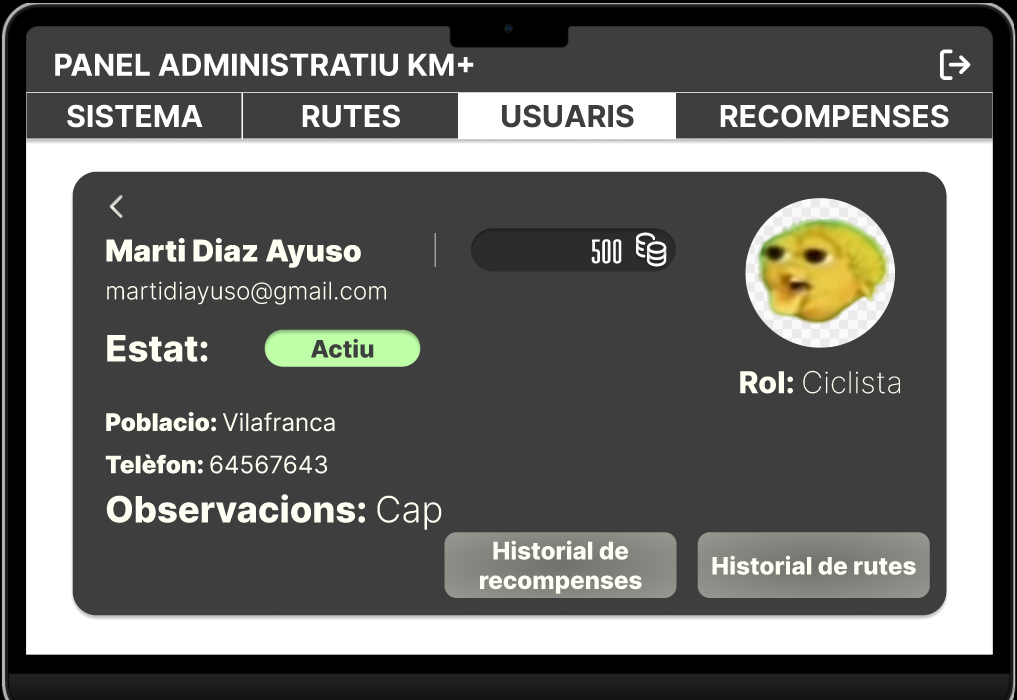 PANEL ADMINISTRATIU KM+
SISTEMA
RUTES
USUARIS
RECOMPENSES
Marti Diaz Ayuso
500
martidiayuso@gmail.com
Estat:
Actiu
Rol: Ciclista
Poblacio: Vilafranca
Telèfon: 64567643
Observacions: Cap
Historial de
recompenses
Historial de rutes